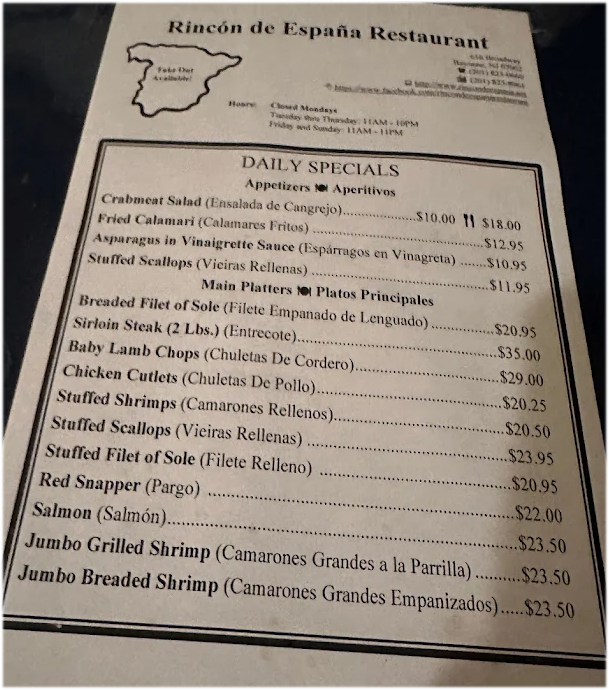 Rincón de España Restaurant
Take Out
Available!
616 Broadway
Bayonne, NJ 07002
Hours: Closed Mondays
Tuesday thru Thursday: 11AM - 10PM
Friday and Sunday: 11AM - 11PM
DAILY SPECIALS
Appetizers 🍽 Aperitivos
Crabmeat Salad (Ensalada de Cangrejo)....................$10.00 🍴 $18.00
Fried Calamari (Calamares Fritos) ..........................................$12.95
Asparagus in Vinaigrette Sauce (Espárragos en Vinagreta) .......$10.95
Stuffed Scallops (Vieiras Rellenas) ..........................................$11.95
Main Platters 🍽 Platos Principales
Breaded Filet of Sole (Filete Empanado de Lenguado) ...............$20.95
Sirloin Steak (2 Lbs.) (Entrecote)...............................................$35.00
Baby Lamb Chops (Chuletas De Cordero)..................................$29.00
Chicken Cutlets (Chuletas De Pollo)..........................................$20.25
Stuffed Shrimps (Camarones Rellenos).......................................$20.50
Stuffed Scallops (Vieiras Rellenas) ...........................................$23.95
Stuffed Filet of Sole (Filete Relleno) ........................................$20.95
Red Snapper (Pargo) ................................................................$22.00
Salmon (Salmón).......................................................................$23.50
Jumbo Grilled Shrimp (Camarones Grandes a la Parrilla) ..........$23.50
Jumbo Breaded Shrimp (Camarones Grandes Empanizados).....$23.50